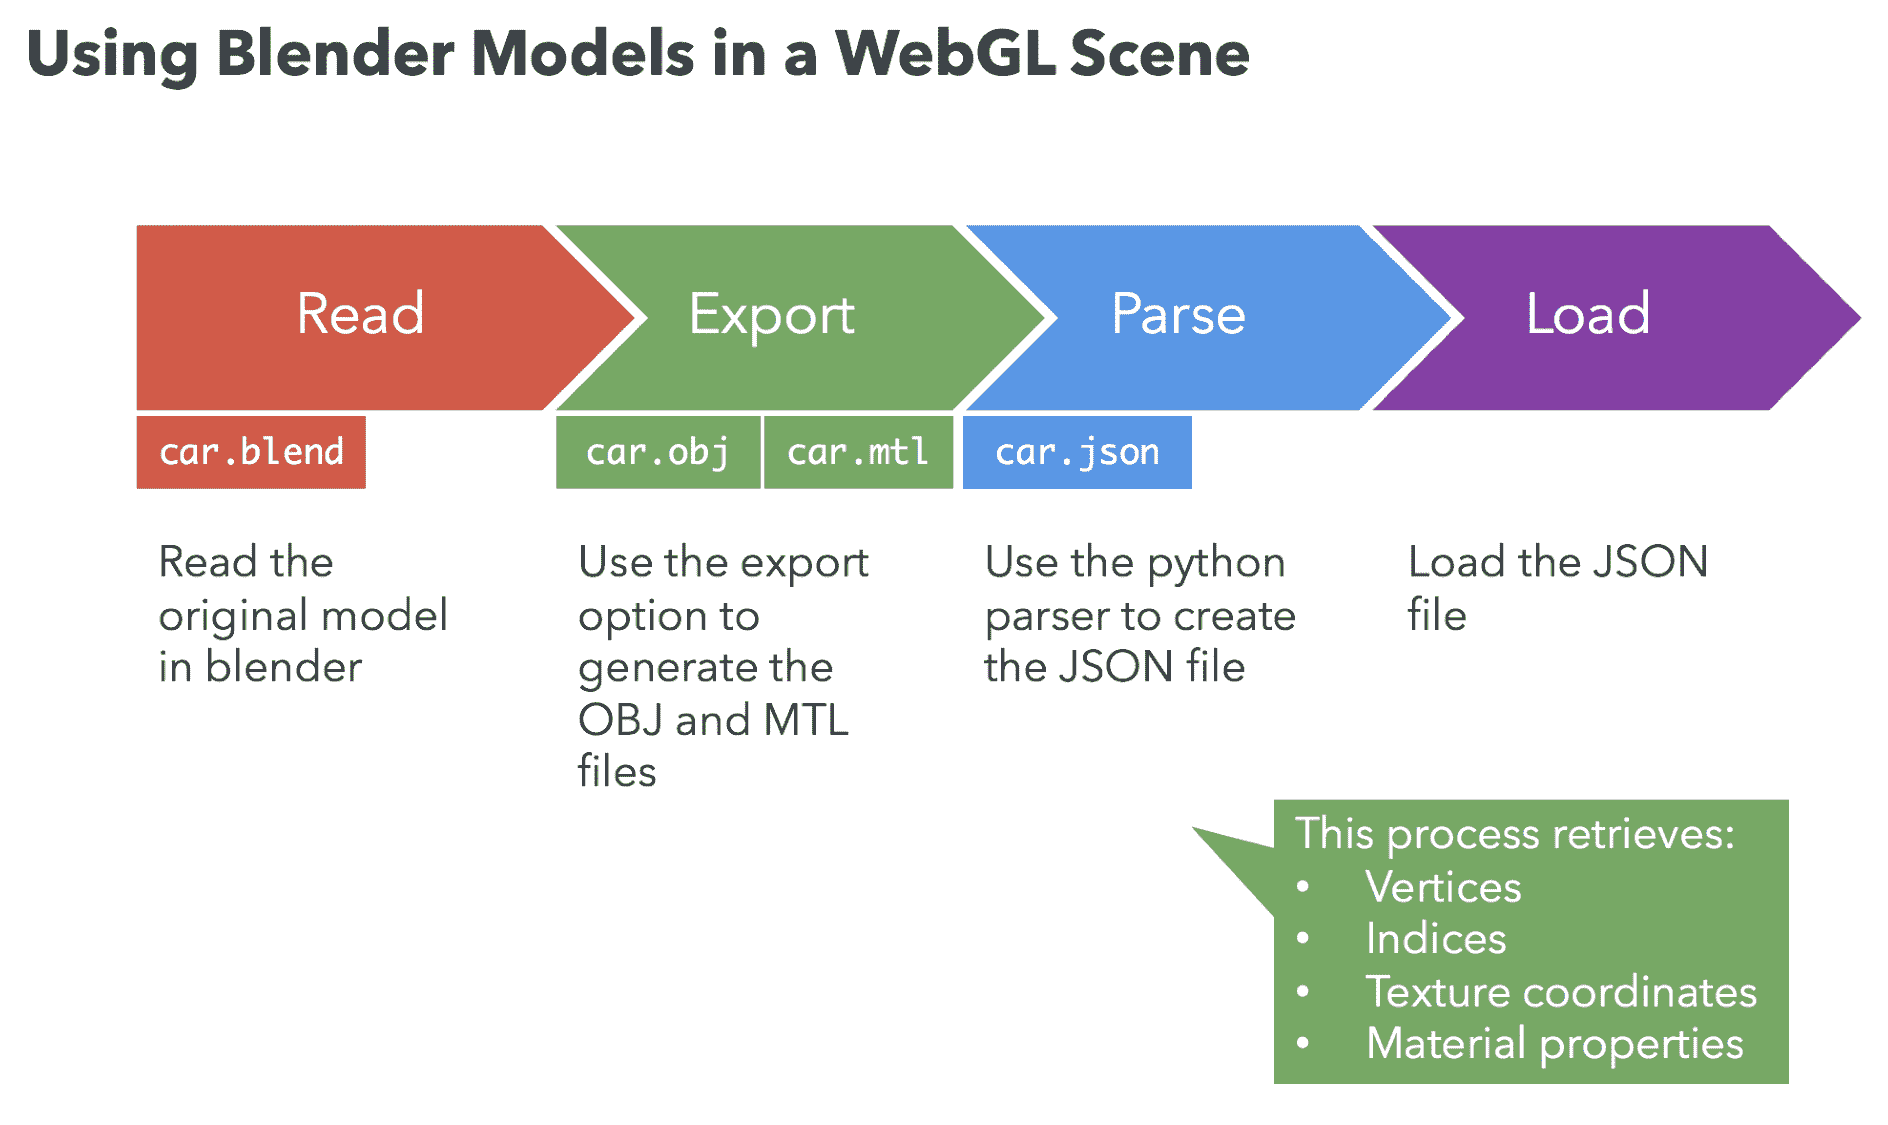 Using Blender Models in a WebGL Scene
Read
Export
Parse
Load
car.blend
car.obj
car.mtl
car.json
Read the
original model
in blender
Use the export
option to
generate the
OBJ and MTL
files
Use the python
parser to create
the JSON file
Load the JSON
file
This process retrieves:
• Vertices
• Indices
• Texture coordinates
• Material properties